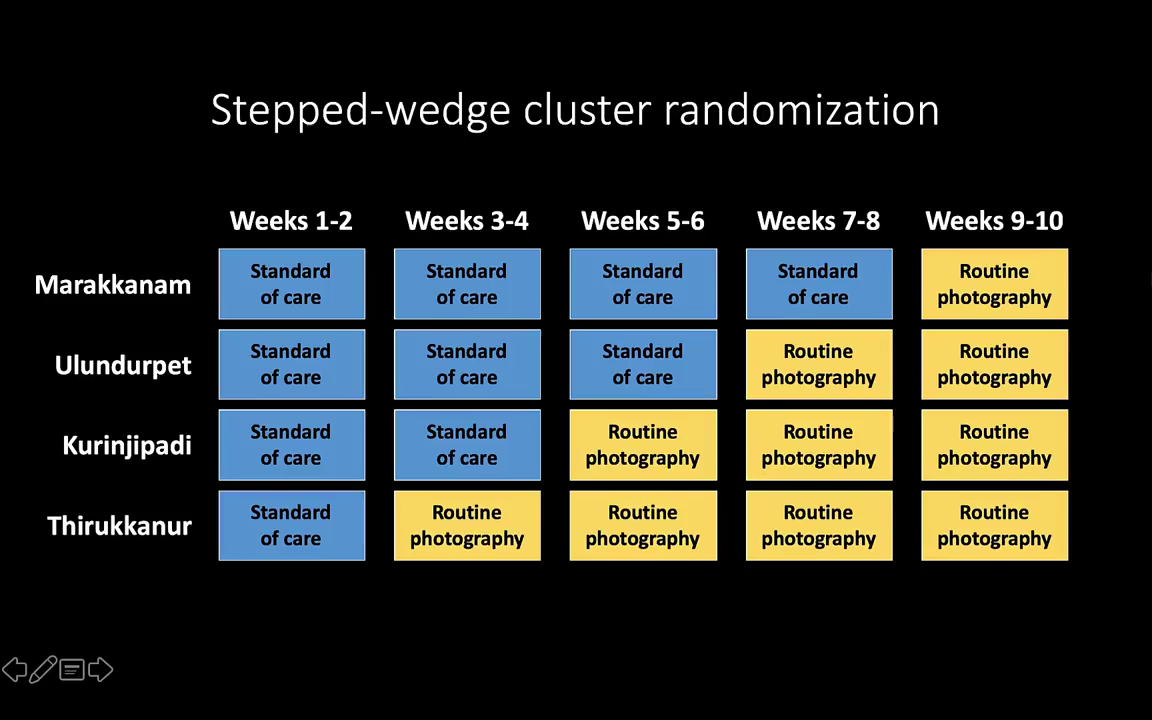 Stepped-wedge cluster randomization
Weeks 1-2 Weeks 3-4 Weeks 5-6 Weeks 7-8 Weeks 9-10
Marakkanam
Standard
of care
Standard
of care
Standard
of care
Standard
of care
Routine
photography
Ulundurpet
Standard
of care
Standard
of care
Standard
of care
Routine
photography
Routine
photography
Kurinjipadi
Standard
of care
Standard
of care
Routine
photography
Routine
photography
Routine
photography
Thirukkanur
Standard
of care
Routine
photography
Routine
photography
Routine
photography
Routine
photography